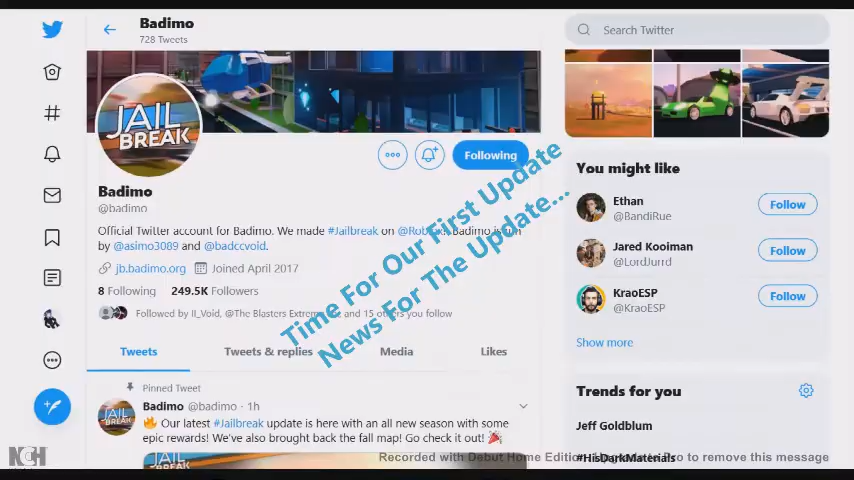 Badimo
728 Tweets
Search Twitter
JAIL
BREAK
Following
Time For Our First Update
News For The Update...
Badimo
@badimo
Official Twitter account for Badimo. We made #Jailbreak on Badimo is run
by @asimo3089 and @badccvoid.
jb.badimo.org Joined April 2017
8 Following 249.5K Followers
Followed by II_Void, @The Blasters and 15 others you follow
Tweets Tweets & replies Media Likes
Pinned Tweet
Badimo @badimo · 1h
Our latest #Jailbreak update is here with an all new season with some
epic rewards! We've also brought back the fall map! Go check it out!
JAIL
You might like
Ethan
@BandiRue
Follow
Jared Kooiman
@LordJurrd
Follow
KraoESP
@KraoESP
Follow
Show more
Trends for you
Jeff Goldblum
#HisDarkMaterials
NCH
Recorded with Debut Home Edition. Upgrade to Pro to remove this message